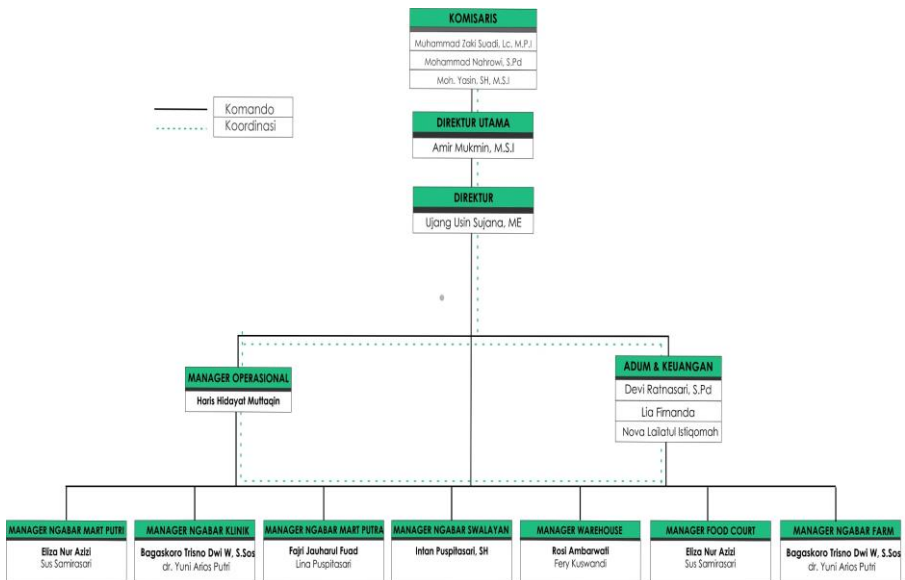 KOMISARIS
Muhammad Zaki Suadi, Lc. M.P.I
Mohammad Nahrowi, S.Pd
Moh. Yasin, SH, M.S.I
Komando
Koordinasi
DIREKTUR UTAMA
Amir Mukmin, M.S.I
DIREKTUR
Ujang Usin Sujana, ME
MANAGER OPERASIONAL
Haris Hidayat Muttaqin
ADUM & KEUANGAN
Devi Ratnasari, S.Pd
Lia Firnanda
Nova Lailatul Istiqomah
MANAGER NGABAR MART PUTRI
Eliza Nur Azizi
Sus Samirasari
MANAGER NGABAR KLINIK
Bagaskoro Trisno Dwi W, S.Sos
dr. Yuni Arios Putri
MANAGER NGABAR MART PUTRA
Fajri Jauharul Fuad
Lina Puspitasari
MANAGER NGABAR SWALAYAN
Intan Puspitasari, SH
MANAGER WAREHOUSE
Rosi Ambarwati
Fery Kuswandi
MANAGER FOOD COURT
Eliza Nur Azizi
Sus Samirasari
MANAGER NGABAR FARM
Bagaskoro Trisno Dwi W, S.Sos
dr. Yuni Arios Putri